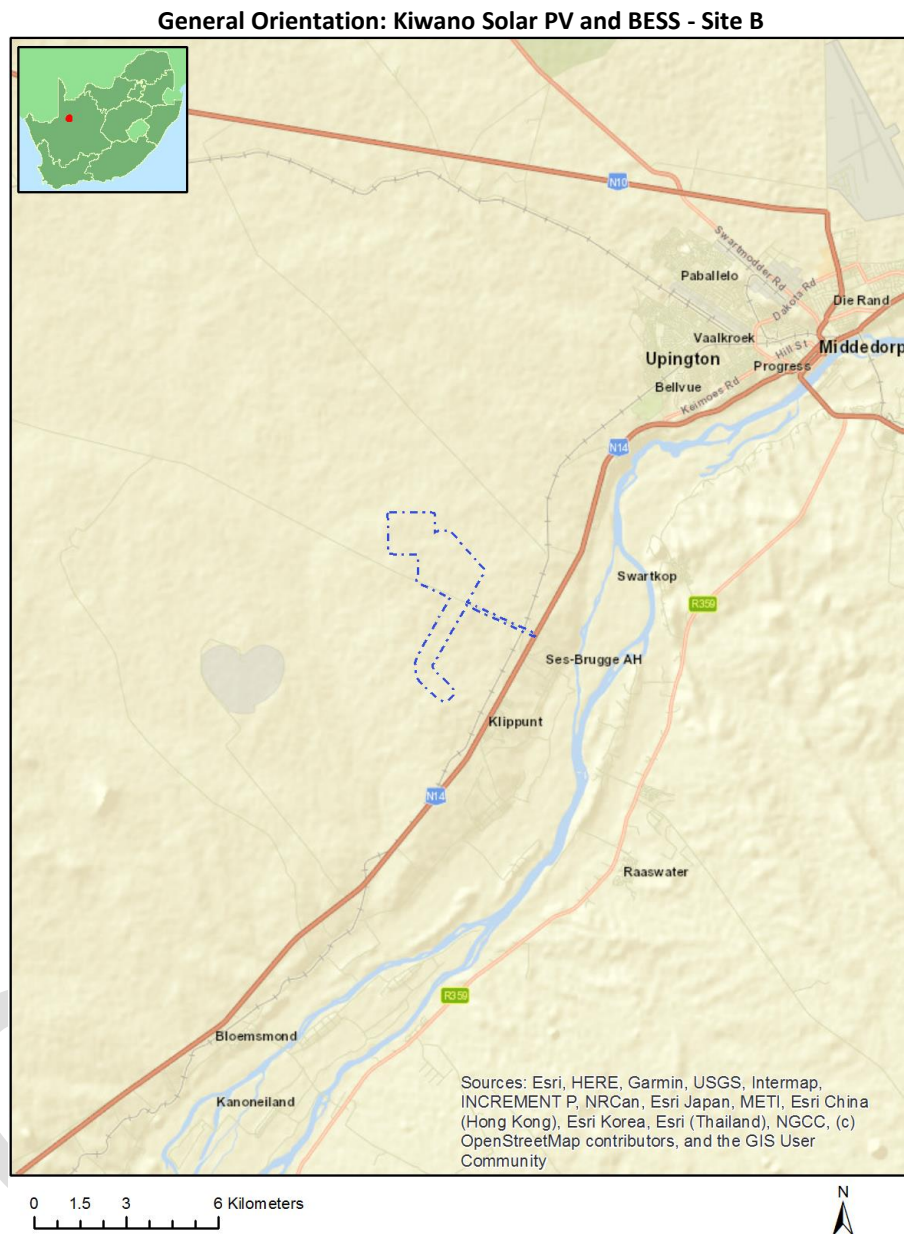 General Orientation: Kiwano Solar PV and BESS - Site B
N10
Swartmodder Rd
Paballelo
Dakota Rd
Die Rand
Vaalkroek
Hill St
Middedorp
Upington
Progress
Bellvue
Keimoes Rd
N14
Swartkop
R359
Ses-Brugge AH
Klippunt
N14
Raaswater
R359
Bloemsmond
Kanoneiland
Sources: Esri, HERE, Garmin, USGS, Intermap,
INCREMENT P, NRCan, Esri Japan, METI, Esri China
(Hong Kong), Esri Korea, Esri (Thailand), NGCC, (c)
OpenStreetMap contributors, and the GIS User
Community
0 1.5 3 6 Kilometers
N